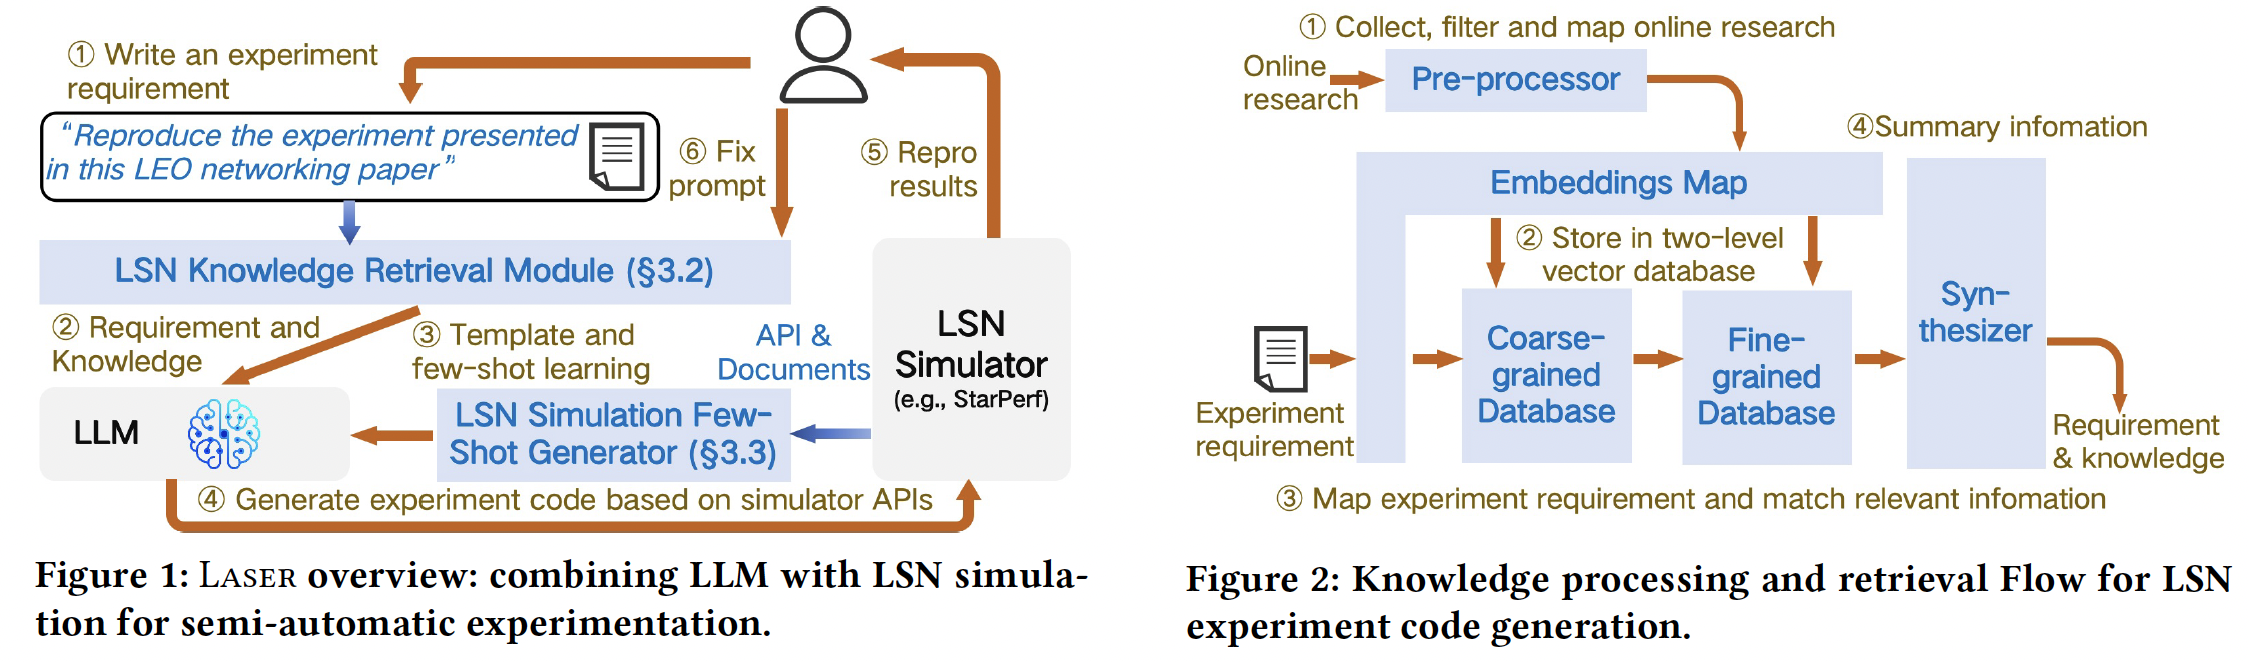 ① Write an experiment
requirement
“Reproduce the experiment presented
in this LEO networking paper”
⑥ Fix
prompt
⑤ Repro
results
LSN Knowledge Retrieval Module (§3.2)
② Requirement and
Knowledge
③ Template and
few-shot learning
API &
Documents
LSN
Simulator
(e.g., StarPerf)
LLM
LSN Simulation Few-
Shot Generator (§3.3)
④ Generate experiment code based on simulator APIs
Figure 1: LASER overview: combining LLM with LSN simula-
tion for semi-automatic experimentation.
① Collect, filter and map online research
Online
research
Pre-processor
④Summary infomation
Embeddings Map
② Store in two-level
vector database
Experiment
requirement
Coarse-
grained
Database
Fine-
grained
Database
Syn-
thesizer
Requirement
& knowledge
③ Map experiment requirement and match relevant infomation
Figure 2: Knowledge processing and retrieval Flow for LSN
experiment code generation.